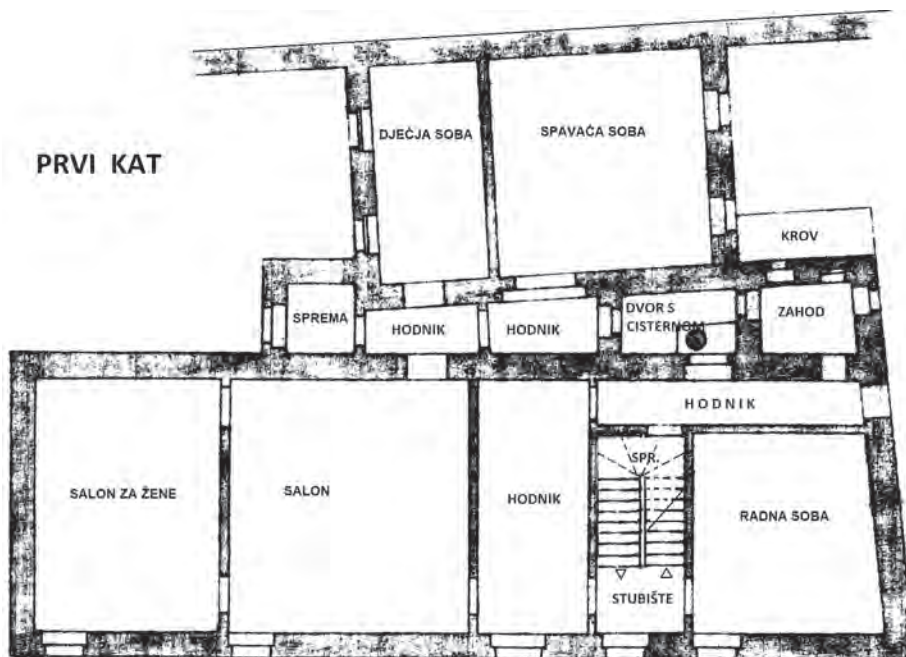 DJEČJA SOBA
SPAVAĆA SOBA
PRVI KAT
KROV
SPREMA
HODNIK
HODNIK
DVOR S
CISTERNOM
ZAHOD
HODNIK
SPR.
SALON ZA ŽENE
SALON
HODNIK
RADNA SOBA
STUBIŠTE